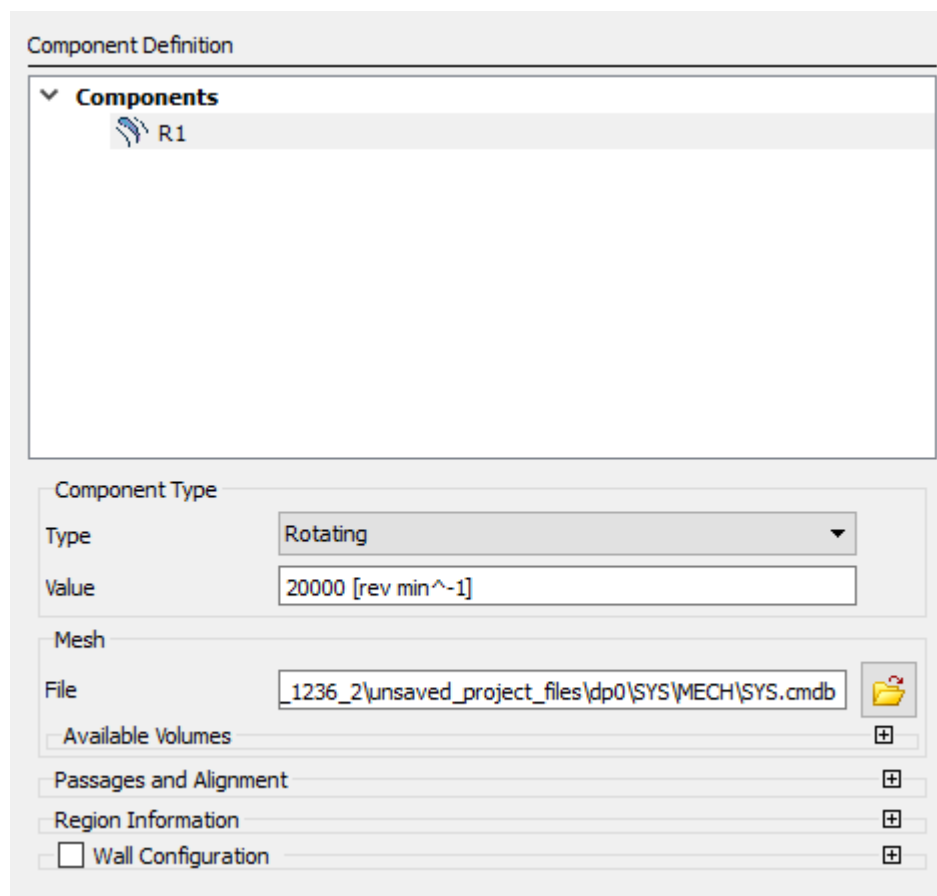 Component Definition
Components
R1
Component Type
Type Rotating
Value 20000 [rev min^-1]
Mesh
File _1236_2\unsaved_project_files\dp0\SYS\MECH\SYS.cmdb
Available Volumes
Passages and Alignment
Region Information
Wall Configuration